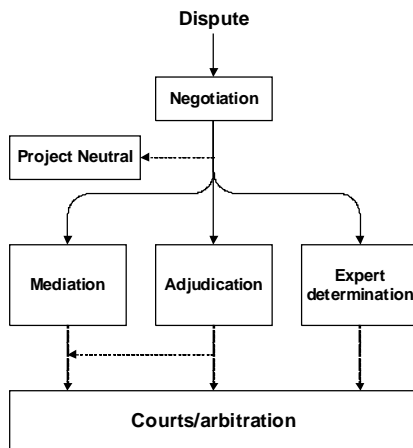 Dispute
Negotiation
Project Neutral
Mediation
Adjudication
Expert
determination
Courts/arbitration